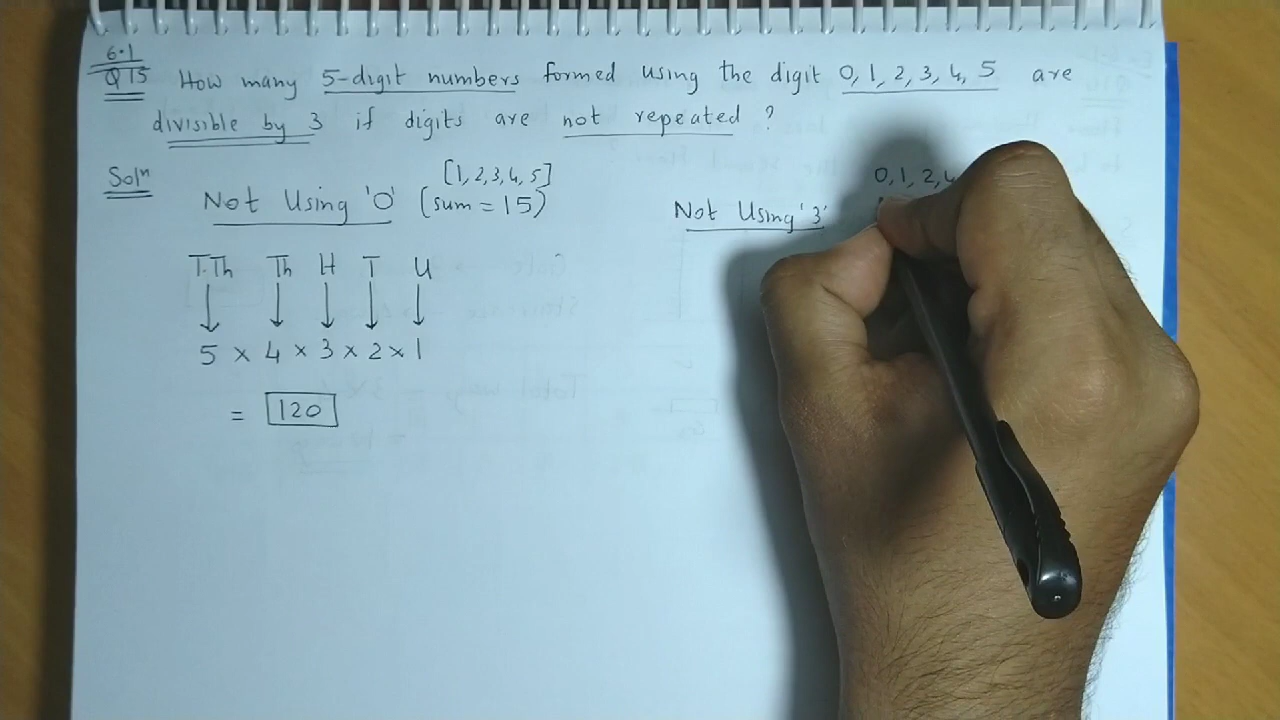 6.1
Q 15 How many 5-digit numbers formed using the digit 0, 1, 2, 3, 4, 5 are
divisible by 3 if digits are not repeated ?
Solⁿ
[1, 2, 3, 4, 5]
Not Using '0' (sum = 15)
0, 1, 2, 4
Not Using '3'
T.Th Th H T U
↓ ↓ ↓ ↓ ↓
5 × 4 × 3 × 2 × 1
= 120